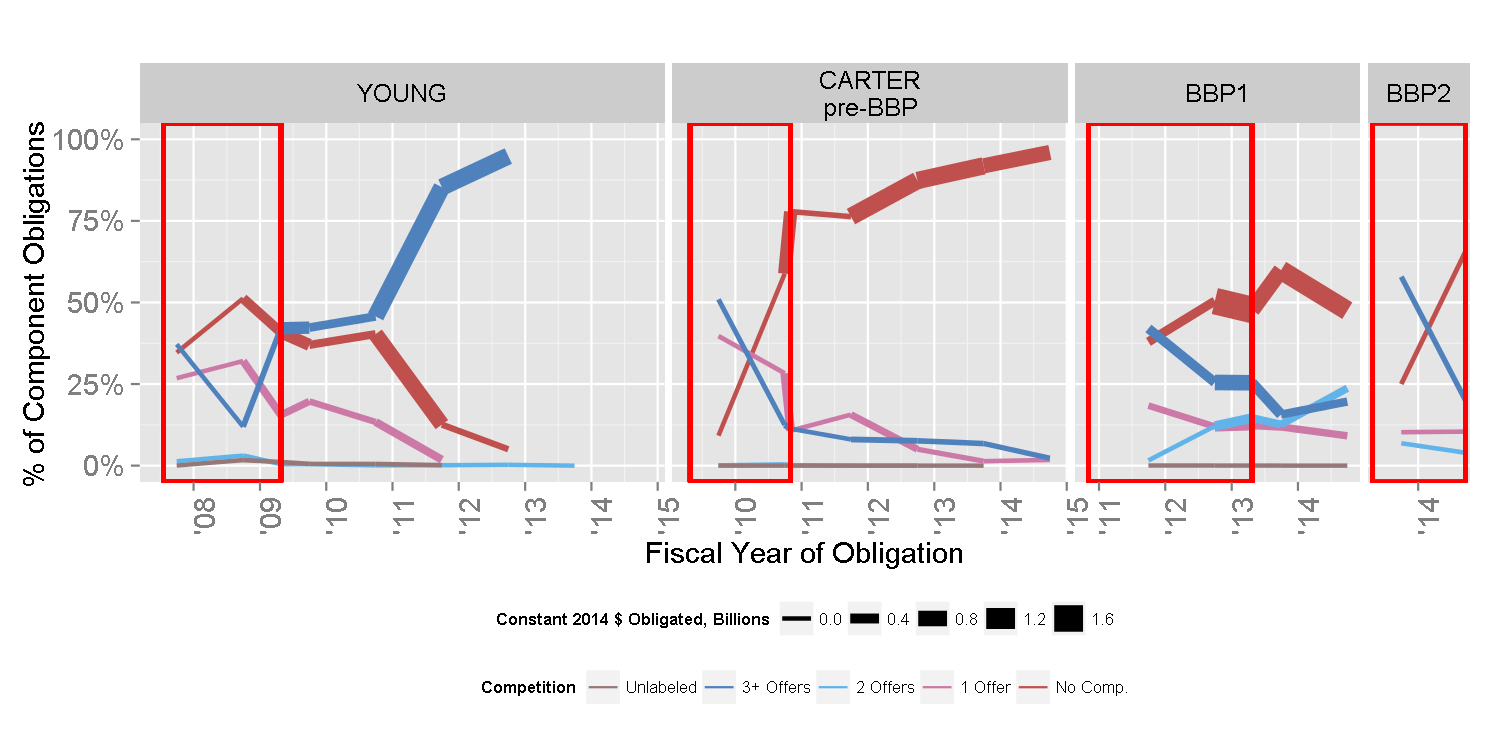 YOUNG
CARTER
pre-BBP
BBP1
BBP2
% of Component Obligations
100%
75%
50%
25%
0%
'08 '09 '10 '11 '12 '13 '14 '15
'10 '11 '12 '13 '14 '15
'11 '12 '13 '14
'14
Fiscal Year of Obligation
Constant 2014 $ Obligated, Billions 0.0 0.4 0.8 1.2 1.6
Competition Unlabeled 3+ Offers 2 Offers 1 Offer No Comp.